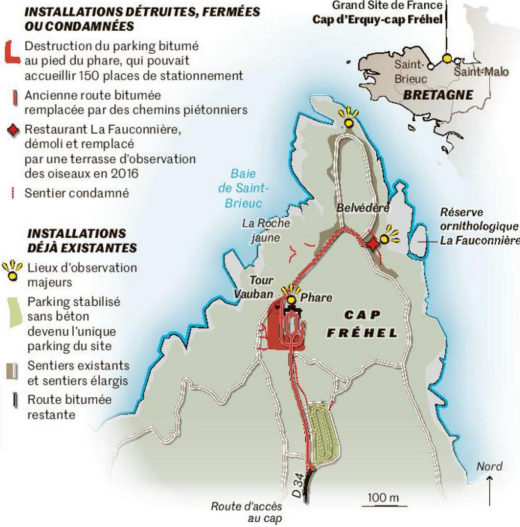 INSTALLATIONS DÉTRUITES, FERMÉES
OU CONDAMNÉES
Destruction du parking bitumé
au pied du phare, qui pouvait
accueillir 150 places de stationnement
Ancienne route bitumée
remplacée par des chemins piétonniers
Restaurant La Fauconnière,
démoli et remplacé
par une terrasse d'observation
des oiseaux en 2016
Sentier condamné
INSTALLATIONS
DÉJÀ EXISTANTES
Lieux d'observation
majeurs
Parking stabilisé
sans béton
devenu l'unique
parking du site
Sentiers existants
et sentiers élargis
Route bitumée
restante
Grand Site de France
Cap d'Erquy-cap Fréhel
Saint-
Brieuc
Saint-Malo
BRETAGNE
Baie
de Saint-
Brieuc
La Roche
jaune
Belvédère
Réserve
ornithologique
La Fauconnière
Tour
Vauban
Phare
CAP
FRÉHEL
D 34
Route d'accès
au cap
100 m
Nord